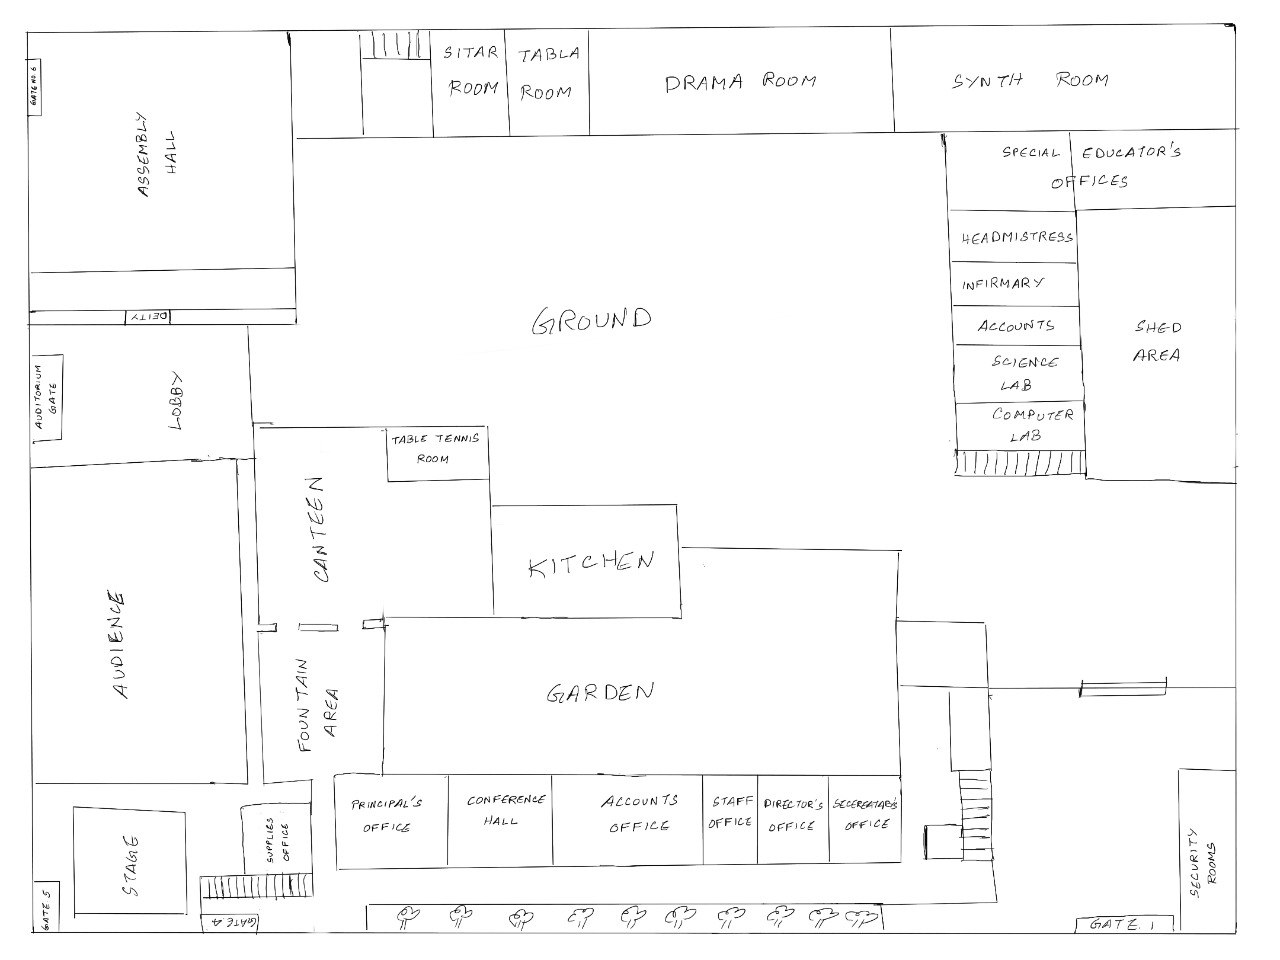 GATE NO. 6
ASSEMBLY
HALL
SITAR
ROOM
TABLA
ROOM
DRAMA ROOM
SYNTH ROOM
SPECIAL EDUCATOR'S
OFFICES
HEADMISTRESS
INFIRMARY
ACCOUNTS
SCIENCE
LAB
COMPUTER
LAB
SHED
AREA
GROUND
DEITY
AUDITORIUM
GATE
LOBBY
TABLE TENNIS
ROOM
CANTEEN
KITCHEN
AUDIENCE
FOUNTAIN
AREA
GARDEN
PRINCIPAL'S
OFFICE
CONFERENCE
HALL
ACCOUNTS
OFFICE
STAFF
OFFICE
DIRECTOR'S
OFFICE
SECEREATAR'S
OFFICE
SUPPLIES
OFFICE
STAGE
GATE 5
GATE 4
SECURITY
ROOMS
GATE 1